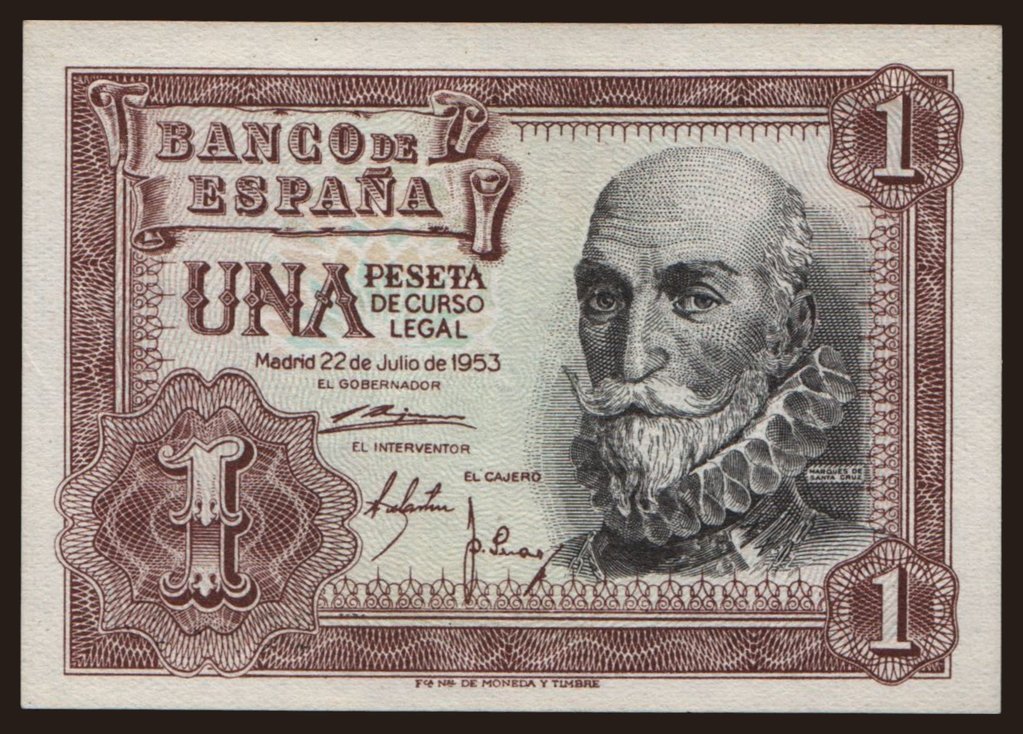 BANCO DE
ESPAÑA
1
UNA PESETA
DE CURSO
LEGAL
Madrid 22 de Julio de 1953
EL GOBERNADOR
EL INTERVENTOR
EL CAJERO
MARQUÉS DE
SANTA CRUZ
1
1
Fca Nal DE MONEDA Y TIMBRE